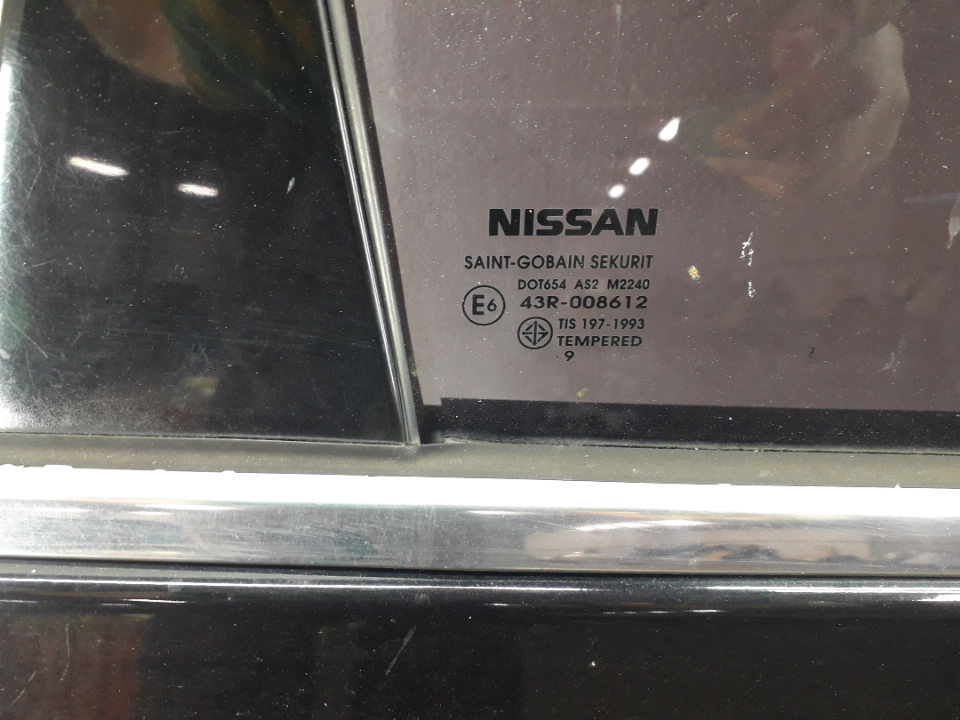 NISSAN
SAINT-GOBAIN SEKURIT
DOT654 AS2 M2240
E6 43R-008612
TIS 197-1993
TEMPERED
9